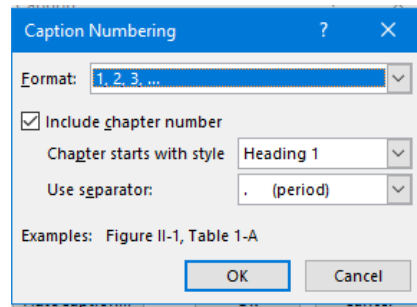 Caption Numbering ? ×
Format: 1, 2, 3, ...
Include chapter number
Chapter starts with style Heading 1
Use separator: . (period)
Examples: Figure II-1, Table 1-A
OK Cancel